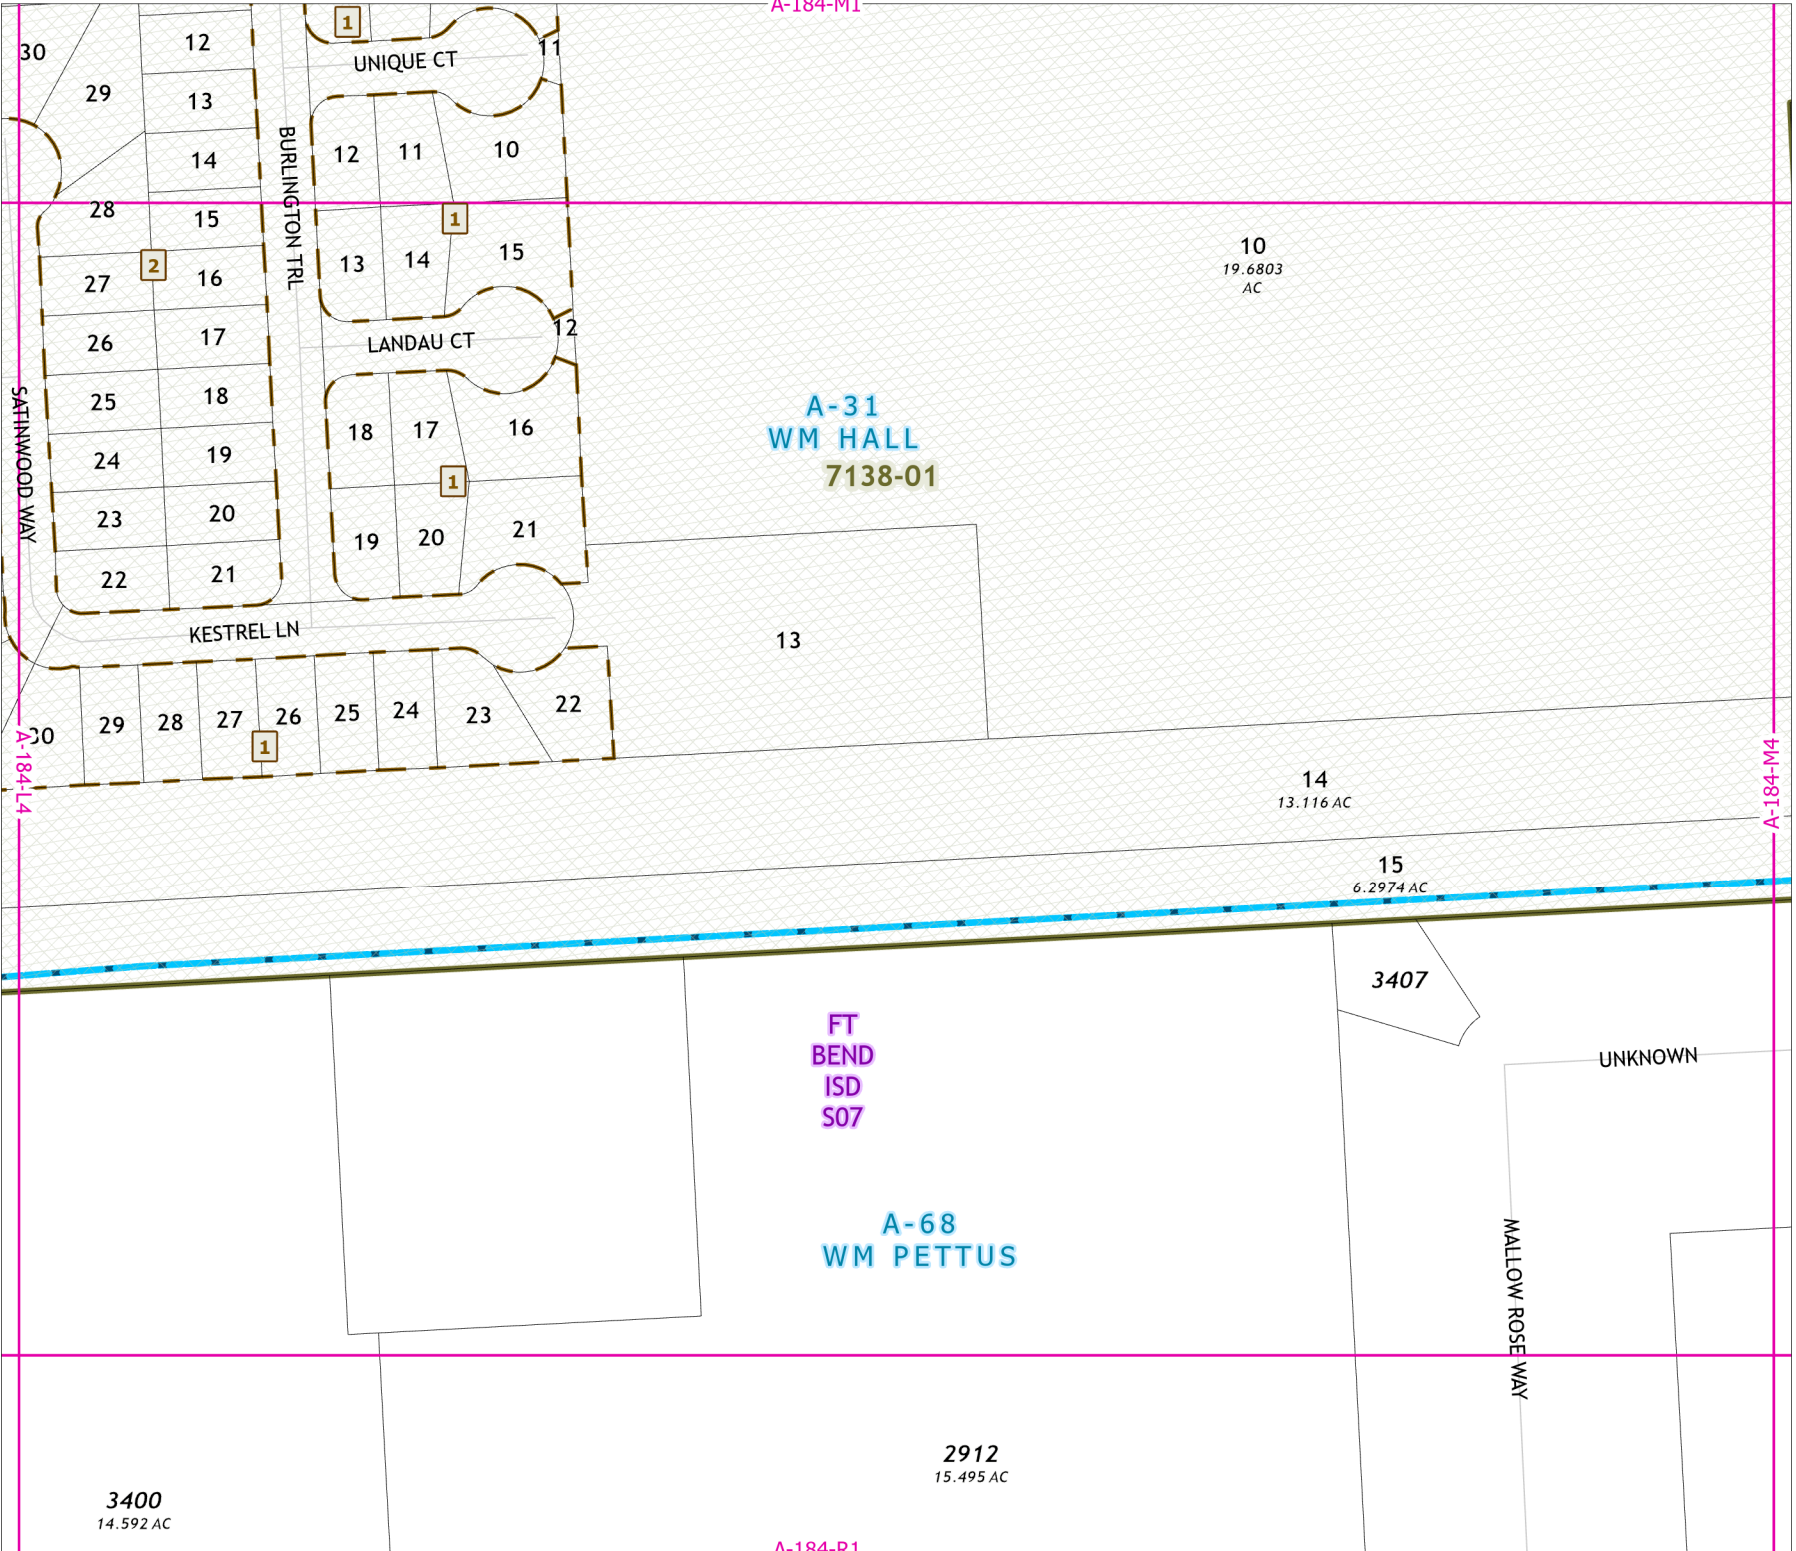 A-184-M1
1
30
12
11
UNIQUE CT
29
13
BURLINGTON TRL
12
11
10
14
28
15
1
2
27
16
13
14
15
10
19.6803
AC
26
17
LANDAU CT
12
SATINWOOD WAY
25
18
18
17
16
A-31
WM HALL
7138-01
24
19
1
23
20
19
20
21
22
21
KESTREL LN
13
30
29
28
27
26
25
24
23
22
1
A-184-L4
A-184-M4
14
13.116 AC
15
6.2974 AC
3407
FT
BEND
ISD
S07
UNKNOWN
A-68
WM PETTUS
MALLOW ROSE WAY
2912
15.495 AC
3400
14.592 AC
A-184-R1